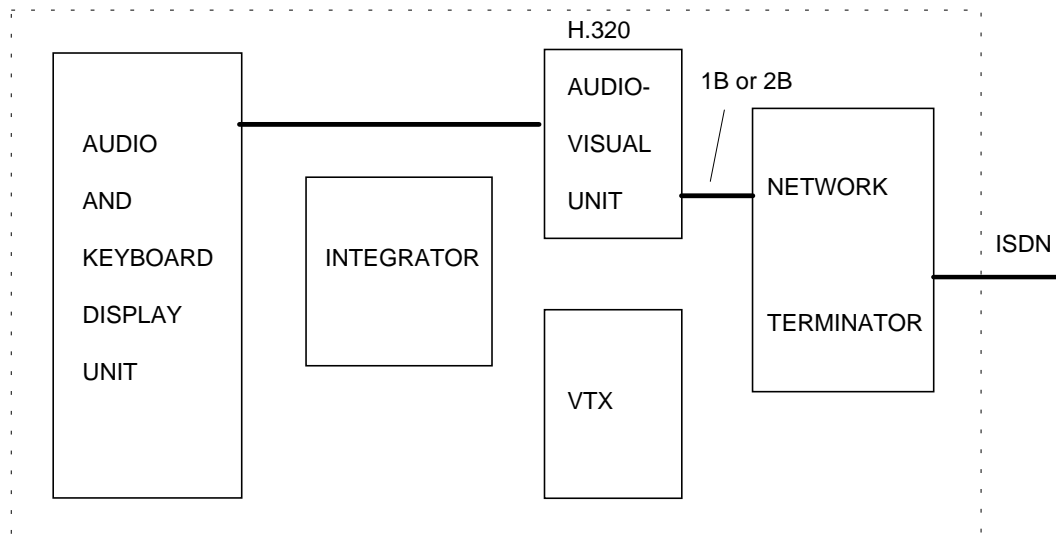 H.320
AUDIO-
VISUAL
UNIT
1B or 2B
AUDIO
AND
KEYBOARD
DISPLAY
UNIT
INTEGRATOR
NETWORK
TERMINATOR
ISDN
VTX